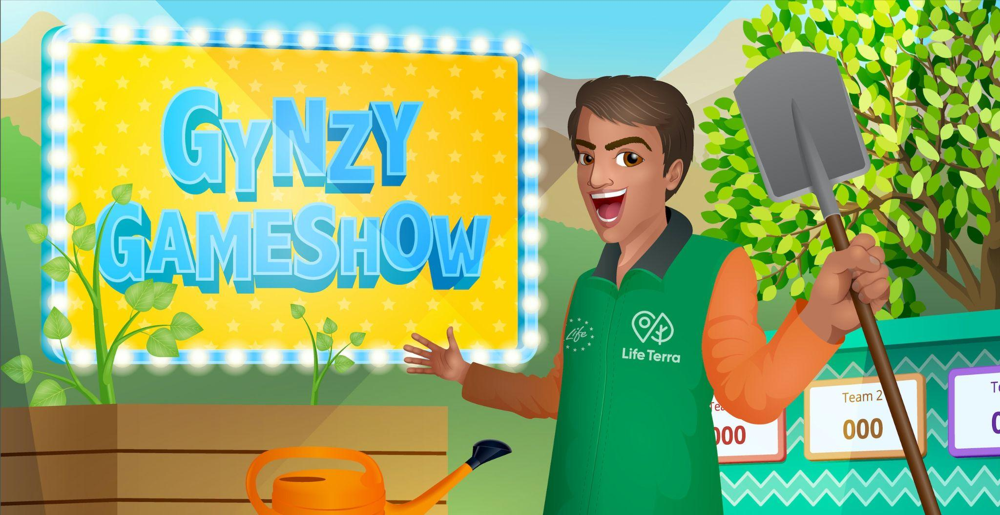 GYNZY
GAMESHOW
Life
Life Terra
Team 2
000
000